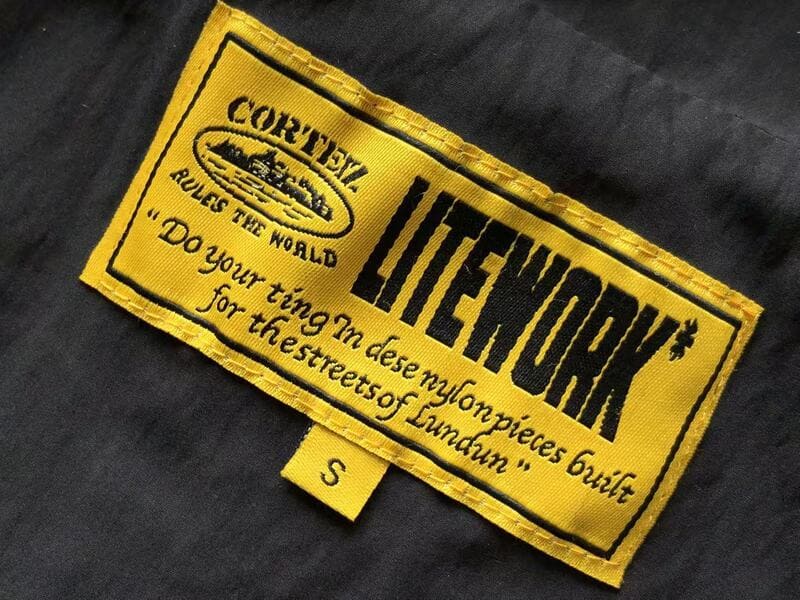 CORTEIZ
RULES THE WORLD
LITEWORK*
"Do your ting In dese nylon pieces built
for the streets of Lundun"
S